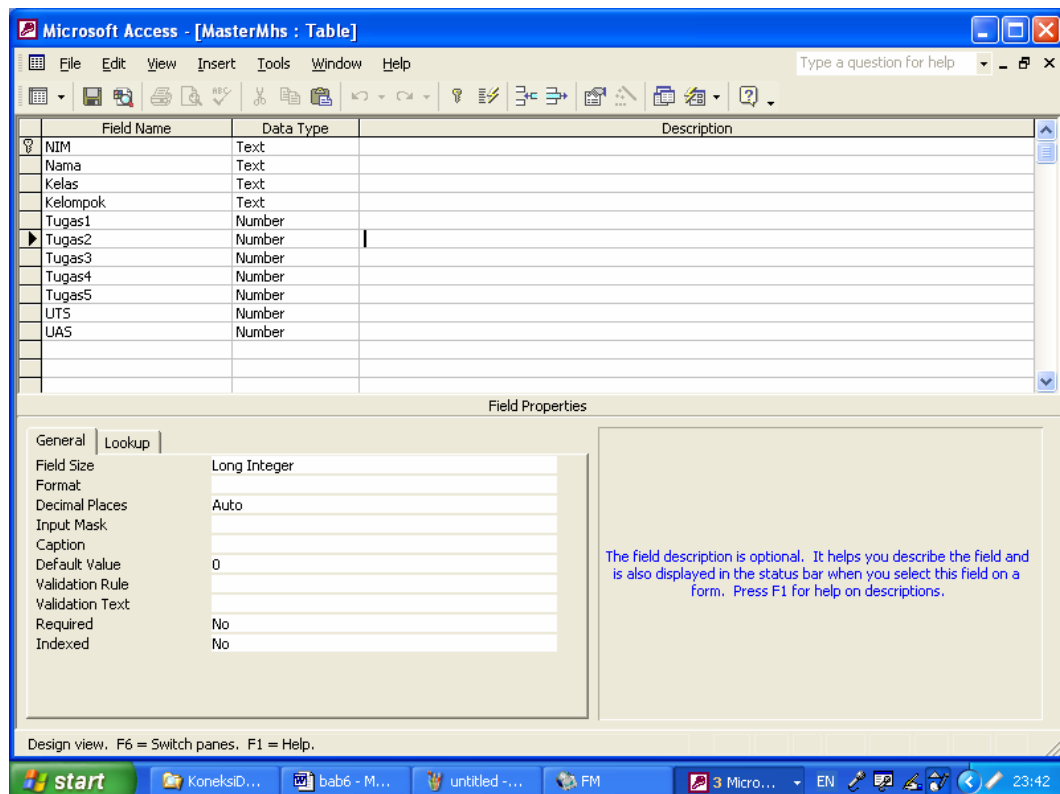 Microsoft Access - [MasterMhs : Table]
File Edit View Insert Tools Window Help Type a question for help
Field Name Data Type Description
NIM Text
Nama Text
Kelas Text
Kelompok Text
Tugas1 Number
Tugas2 Number
Tugas3 Number
Tugas4 Number
Tugas5 Number
UTS Number
UAS Number
Field Properties
General Lookup
Field Size Long Integer
Format
Decimal Places Auto
Input Mask
Caption
Default Value 0
Validation Rule
Validation Text
Required No
Indexed No
The field description is optional. It helps you describe the field and
is also displayed in the status bar when you select this field on a
form. Press F1 for help on descriptions.
Design view. F6 = Switch panes. F1 = Help.
start KoneksiD... bab6 - M... untitled -... FM 3 Micro... EN 23:42